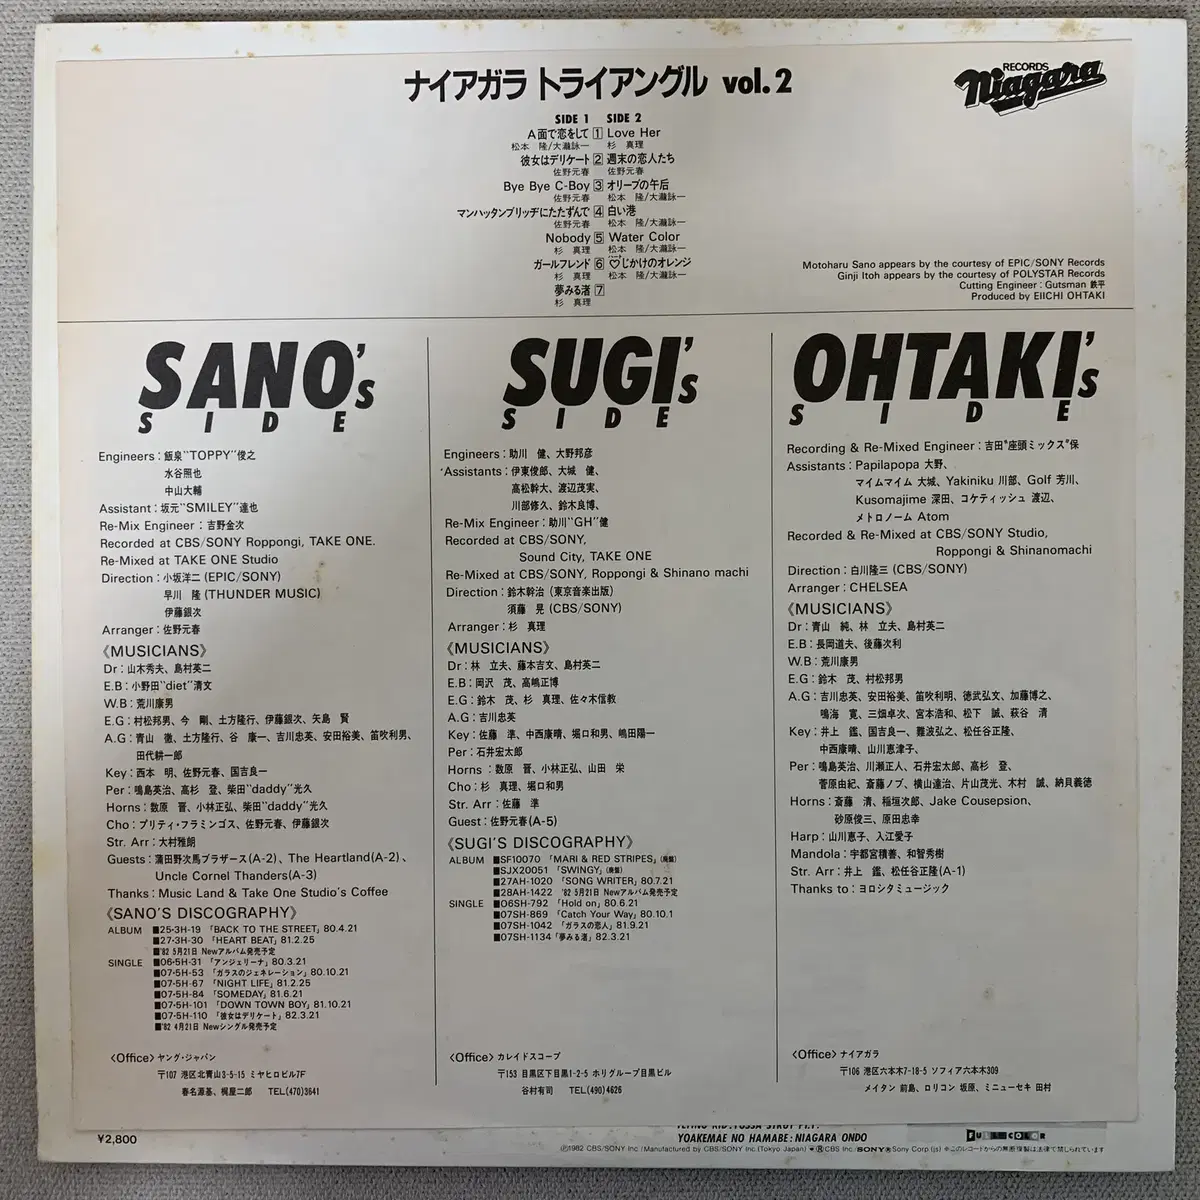 ナイアガラ トライアングル vol.2
RECORDS
Niagara
SIDE 1 SIDE 2
A面で恋をして 1 Love Her
松本 隆/大瀧詠一 杉 真理
彼女はデリケート 2 週末の恋人たち
佐野元春 佐野元春
Bye Bye C-Boy 3 オリーブの午后
佐野元春 松本 隆/大瀧詠一
マンハッタンブリッヂにたたずんで 4 白い港
佐野元春 松本 隆/大瀧詠一
Nobody 5 Water Color
杉 真理 松本 隆/大瀧詠一
ガールフレンド 6 ♡じかけのオレンジ
杉 真理 松本 隆/大瀧詠一
夢みる渚 7
杉 真理
Motoharu Sano appears by the courtesy of EPIC/SONY Records
Ginji Itoh appears by the courtesy of POLYSTAR Records
Cutting Engineer: Gutsman 鉄平
Produced by EIICHI OHTAKI
SANO's
SIDE
Engineers: 飯泉"TOPPY"俊之
水谷照也
中山大輔
Assistant: 坂元"SMILEY"達也
Re-Mix Engineer: 吉野金次
Recorded at CBS/SONY Roppongi, TAKE ONE.
Re-Mixed at TAKE ONE Studio
Direction: 小坂洋二 (EPIC/SONY)
早川 隆 (THUNDER MUSIC)
伊藤銀次
Arranger: 佐野元春
《MUSICIANS》
Dr: 山木秀夫、島村英二
E.B: 小野田"diet"清文
W.B: 荒川康男
E.G: 村松邦男、今 剛、土方隆行、伊藤銀次、矢島 賢
A.G: 青山 徹、土方隆行、谷 康一、吉川忠英、安田裕美、笛吹利男、
田代耕一郎
Key: 西本 明、佐野元春、国吉良一
Per: 鳴島英治、高杉 登、柴田"daddy"光久
Horns: 数原 晋、小林正弘、柴田"daddy"光久
Cho: プリティ・フラミンゴス、佐野元春、伊藤銀次
Str. Arr: 大村雅朗
Guests: 蒲田野次馬ブラザース(A-2)、The Heartland(A-2)、
Uncle Cornel Thanders(A-3)
Thanks: Music Land & Take One Studio's Coffee
《SANO'S DISCOGRAPHY》
ALBUM ■25·3H-19 「BACK TO THE STREET」 80.4.21
■27·3H-30 「HEART BEAT」 81.2.25
■'82 5月21日 Newアルバム発売予定
SINGLE ■06·5H-31 「アンジェリーナ」 80.3.21
■07·5H-53 「ガラスのジェネレーション」 80.10.21
■07·5H-67 「NIGHT LIFE」 81.2.25
■07·5H-84 「SOMEDAY」 81.6.21
■07·5H-101 「DOWN TOWN BOY」 81.10.21
■07·5H-110 「彼女はデリケート」 82.3.21
■'82 4月21日 Newシングル発売予定
〈Office〉 ヤング・ジャパン
〒107 港区北青山3-5-15 ミヤヒロビル7F
春名源基、梶屋二郎 TEL(470)3641
SUGI's
SIDE
Engineers: 助川 健、大野邦彦
Assistants: 伊東俊郎、大城 健、
高松幹大、渡辺茂実、
川部修久、鈴木良博、
Re-Mix Engineer: 助川"GH"健
Recorded at CBS/SONY,
Sound City, TAKE ONE
Re-Mixed at CBS/SONY, Roppongi & Shinano machi
Direction: 鈴木幹治 (東京音楽出版)
須藤 晃 (CBS/SONY)
Arranger: 杉 真理
《MUSICIANS》
Dr: 林 立夫、藤本吉文、島村英二
E.B: 岡沢 茂、高嶋正博
E.G: 鈴木 茂、杉 真理、佐々木信教
A.G: 吉川忠英
Key: 佐藤 準、中西康晴、堀口和男、嶋田陽一
Per: 石井宏太郎
Horns: 数原 晋、小林正弘、山田 栄
Cho: 杉 真理、堀口和男
Str. Arr: 佐藤 準
Guest: 佐野元春(A-5)
《SUGI'S DISCOGRAPHY》
ALBUM ■SF10070 「MARI & RED STRIPES」(廃盤)
■SJX20051 「SWINGY」(廃盤)
■27AH-1020 「SONG WRITER」 80.7.21
■28AH-1422 '82 5月21日 Newアルバム発売予定
SINGLE ■06SH-792 「Hold on」 80.6.21
■07SH-869 「Catch Your Way」 80.10.1
■07SH-1042 「ガラスの恋人」 81.9.21
■07SH-1134 「夢みる渚」 82.3.21
〈Office〉 カレイドスコープ
〒153 目黒区下目黒1-2-5 ホリグループ目黒ビル
谷村有司 TEL(490)4626
OHTAKI's
SIDE
Recording & Re-Mixed Engineer: 吉田"座頭ミックス"保
Assistants: Papilapopa 大野、
マイムマイム 大城、Yakiniku 川部、Golf 芳川、
Kusomajime 深田、コケティッシュ 渡辺、
メトロノーム Atom
Recorded & Re-Mixed at CBS/SONY Studio,
Roppongi & Shinanomachi
Direction: 白川隆三 (CBS/SONY)
Arranger: CHELSEA
《MUSICIANS》
Dr: 青山 純、林 立夫、島村英二
E.B: 長岡道夫、後藤次利
W.B: 荒川康男
E.G: 鈴木 茂、村松邦男
A.G: 吉川忠英、安田裕美、笛吹利明、徳武弘文、加藤博之、
鳴海 寛、三畑卓次、宮本浩和、松下 誠、萩谷 清
Key: 井上 鑑、国吉良一、難波弘之、松任谷正隆、
中西康晴、山川恵津子、
Per: 鳴島英治、川瀬正人、石井宏太郎、高杉 登、
菅原由紀、斎藤ノブ、横山達治、片山茂光、木村 誠、納見義徳
Horns: 斎藤 清、稲垣次郎、Jake Cousepsion、
砂原俊三、原田忠幸
Harp: 山川恵子、入江愛子
Mandola: 宇都宮積善、和智秀樹
Str. Arr: 井上 鑑、松任谷正隆(A-1)
Thanks to: ヨロシタミュージック
〈Office〉 ナイアガラ
〒106 港区六本木7-18-5 ソフィア六本木309
メイタン 前島、ロリコン 坂原、ミニューセキ 田村
¥2,800
YOAKEMAE NO HAMABE: NIAGARA ONDO
FULL COLOR
Ⓟ1982 CBS/SONY Inc./Manufactured by CBS/SONY Inc. (Tokyo Japan) ®CBS Inc./SONY®Sony Corp.(js) ※このレコードからの無断複製は法律で禁じられています